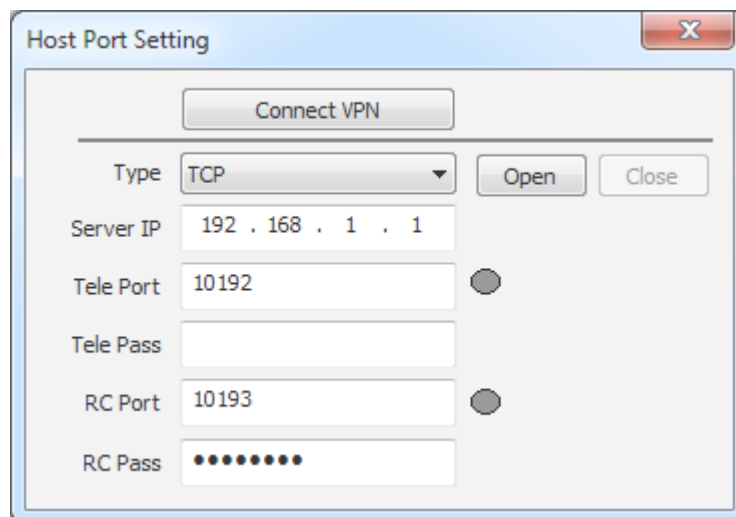 Host Port Setting
Connect VPN
Type TCP Open Close
Server IP 192 . 168 . 1 . 1
Tele Port 10192
Tele Pass
RC Port 10193
RC Pass ••••••••